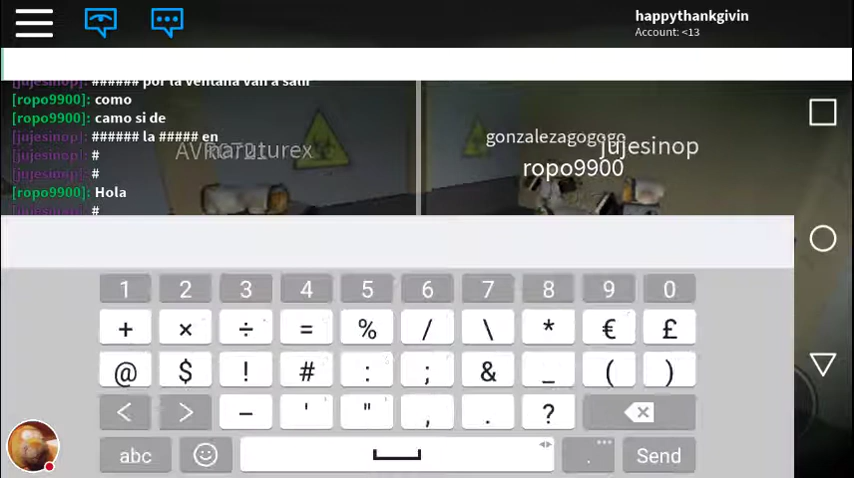 happythankgivin
Account: <13
[jujesinop]: ###### por la ventana van a salir
[ropo9900]: como
[ropo9900]: camo si de
[jujesinop]: ###### la ##### en
[jujesinop]: #
[jujesinop]: #
[ropo9900]: Hola
[jujesinop]: #
gonzalezagogogo
jujesinop
ropo9900
1 2 3 4 5 6 7 8 9 0
+ × ÷ = % / \ * € £
@ $ ! # : ; & _ ( )
< > – ' " , . ?
abc . Send